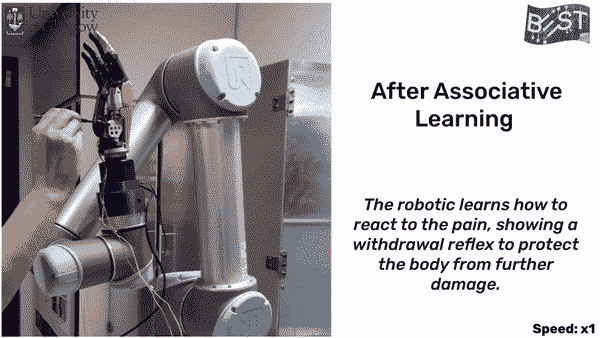 University
BEST
After Associative
Learning
The robotic learns how to
react to the pain, showing a
withdrawal reflex to protect
the body from further
damage.
Speed: x1